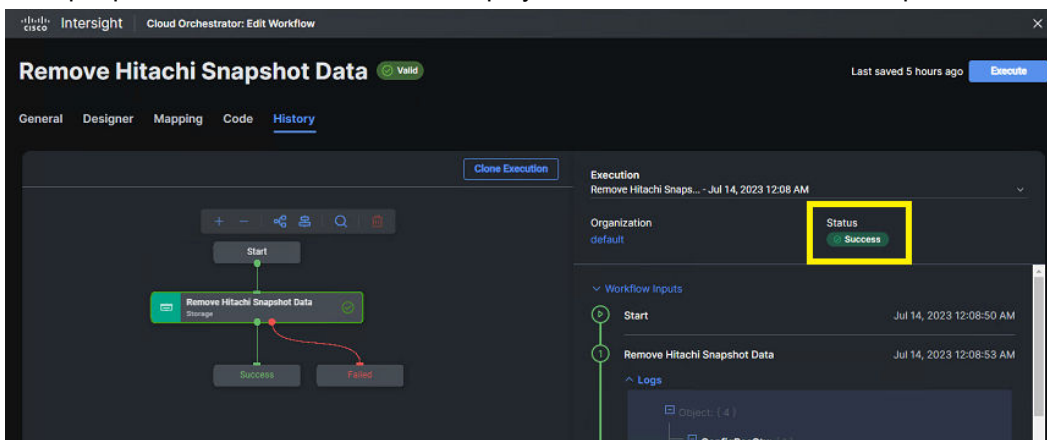 cisco Intersight Cloud Orchestrator: Edit Workflow
Remove Hitachi Snapshot Data Valid
Last saved 5 hours ago Execute
General Designer Mapping Code History
Clone Execution
Execution
Remove Hitachi Snaps... - Jul 14, 2023 12:08 AM
Organization Status
default Success
Start
Remove Hitachi Snapshot Data
Storage
Success Failed
Workflow Inputs
Start Jul 14, 2023 12:08:50 AM
1 Remove Hitachi Snapshot Data Jul 14, 2023 12:08:53 AM
Logs
Object: {4}